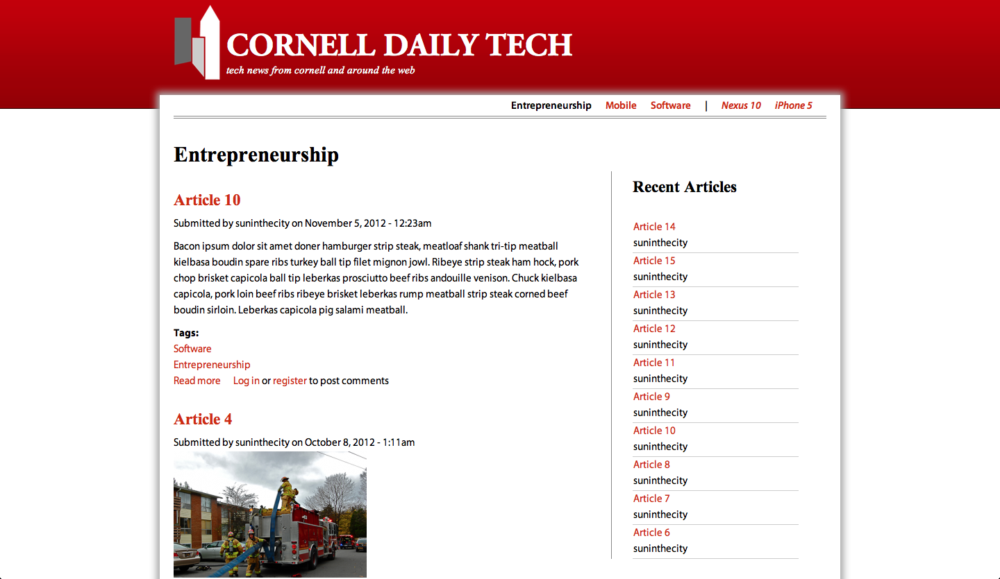 CORNELL DAILY TECH
tech news from cornell and around the web
Entrepreneurship Mobile Software | Nexus 10 iPhone 5
Entrepreneurship
Article 10
Submitted by suninthecity on November 5, 2012 - 12:23am
Bacon ipsum dolor sit amet doner hamburger strip steak, meatloaf shank tri-tip meatball
kielbasa boudin spare ribs turkey ball tip filet mignon jowl. Ribeye strip steak ham hock, pork
chop brisket capicola ball tip leberkas prosciutto beef ribs andouille venison. Chuck kielbasa
capicola, pork loin beef ribs ribeye brisket leberkas rump meatball strip steak corned beef
boudin sirloin. Leberkas capicola pig salami meatball.
Tags:
Software
Entrepreneurship
Read more Log in or register to post comments
Article 4
Submitted by suninthecity on October 8, 2012 - 1:11am
Recent Articles
Article 14
suninthecity
Article 15
suninthecity
Article 13
suninthecity
Article 12
suninthecity
Article 11
suninthecity
Article 9
suninthecity
Article 10
suninthecity
Article 8
suninthecity
Article 7
suninthecity
Article 6
suninthecity